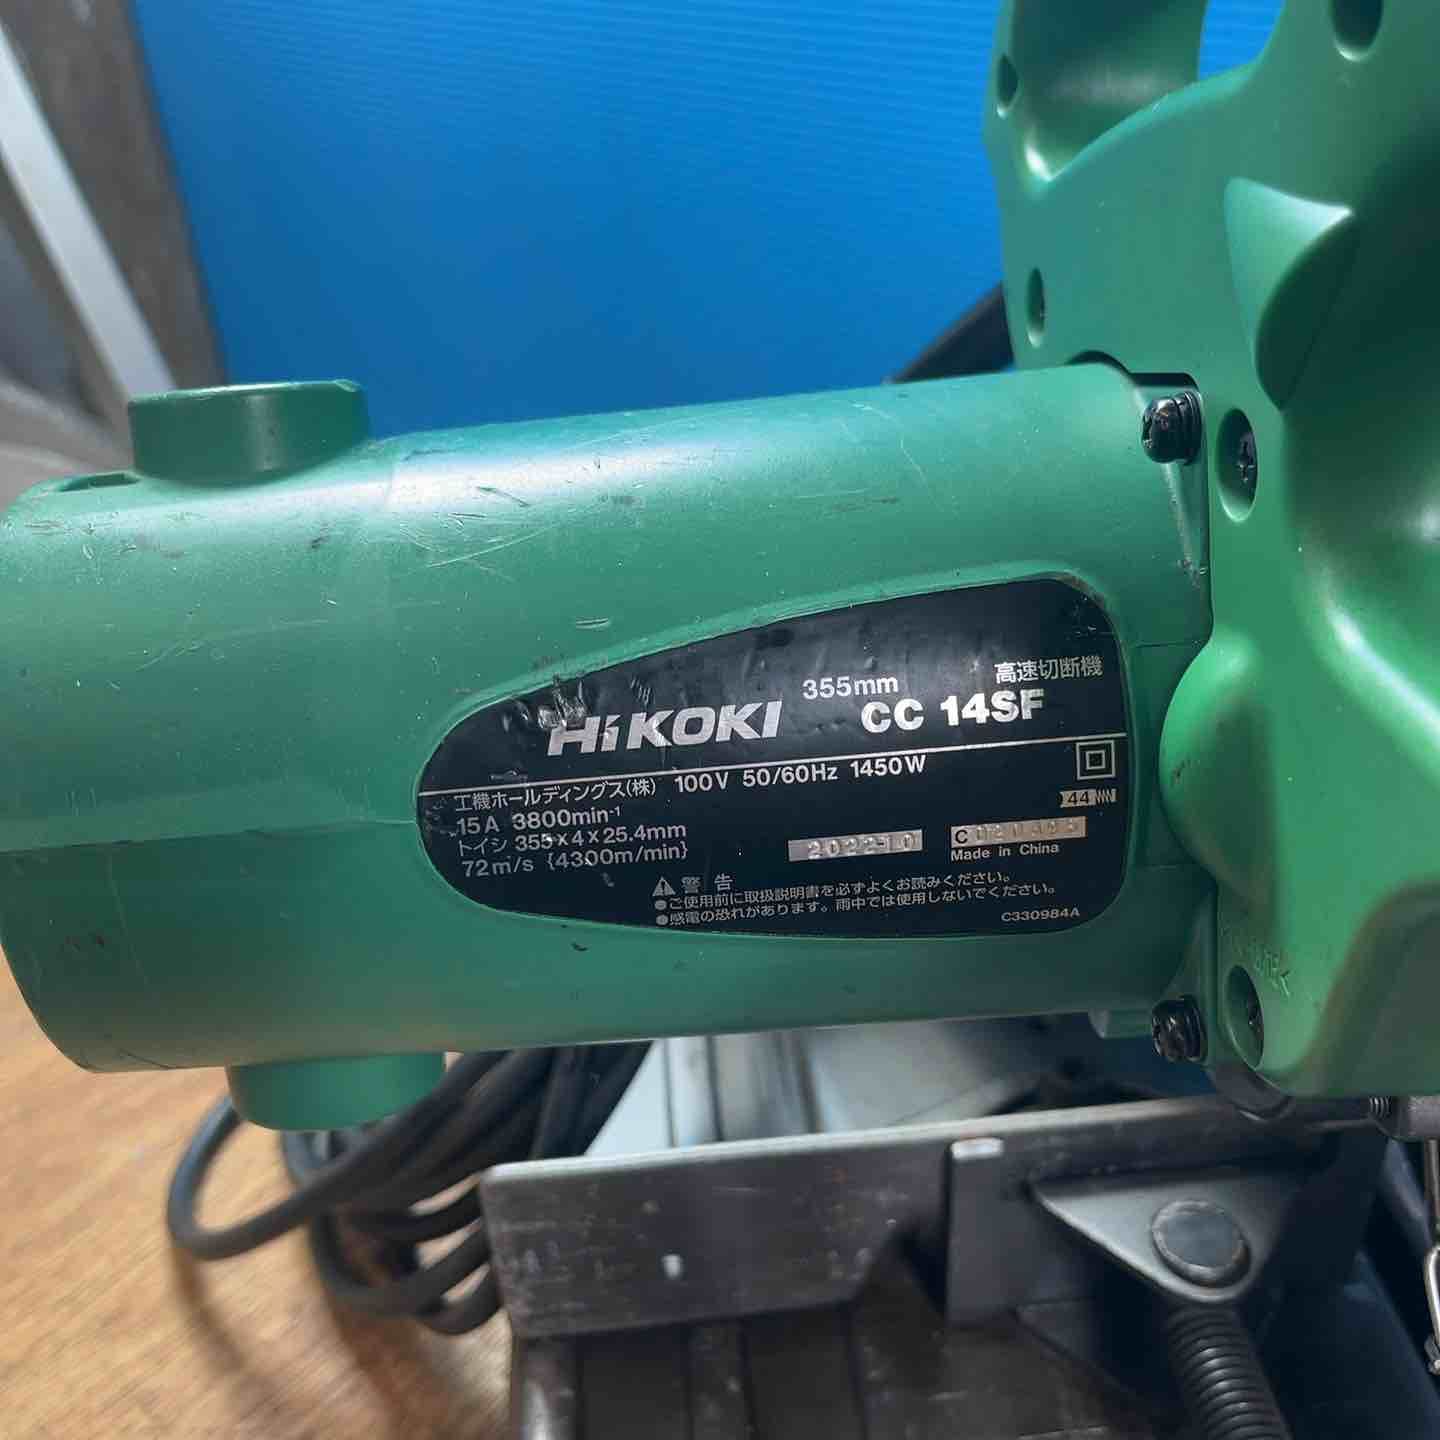 355mm 高速切断機
HiKOKI CC 14SF
工機ホールディングス(株) 100V 50/60Hz 1450W
15A 3800min⁻¹
44
トイシ 355×4×25.4mm
72m/s {4300m/min}
2022-10
Made in China
⚠ 警 告
●ご使用前に取扱説明書を必ずよくお読みください。
●感電の恐れがあります。雨中では使用しないでください。
C330984A